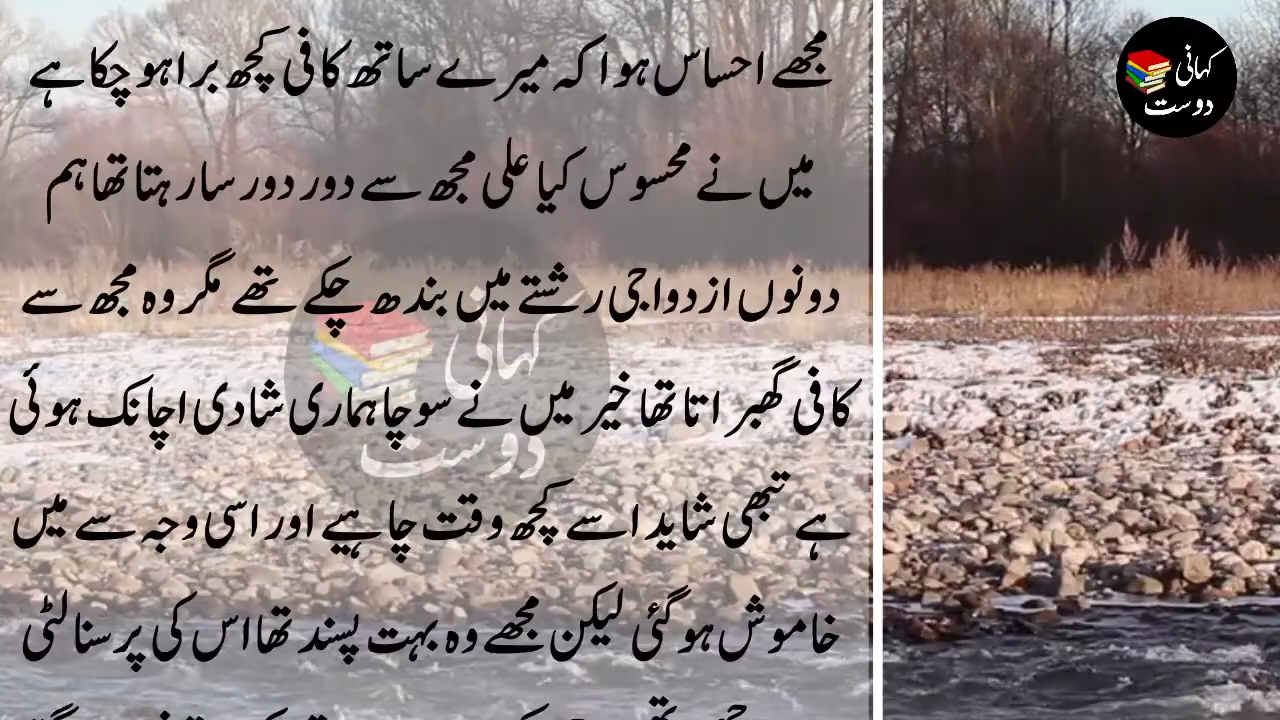 مجھے احساس ہوا کہ میرے ساتھ کافی کچھ برا ہو چکا ہے
میں نے محسوس کیا علی مجھ سے دور دور سا رہتا تھا ہم
دونوں ازدواجی رشتے میں بندھ چکے تھے مگر وہ مجھ سے
کافی گھبراتا تھا خیر میں نے سوچا ہماری شادی اچانک ہوئی
ہے تبھی شاید اسے کچھ وقت چاہیے اور اسی وجہ سے میں
خاموش ہوگئی لیکن مجھے وہ بہت پسند تھا اس کی پرسنالٹی
کہانی
دوست
کہانی
دوست